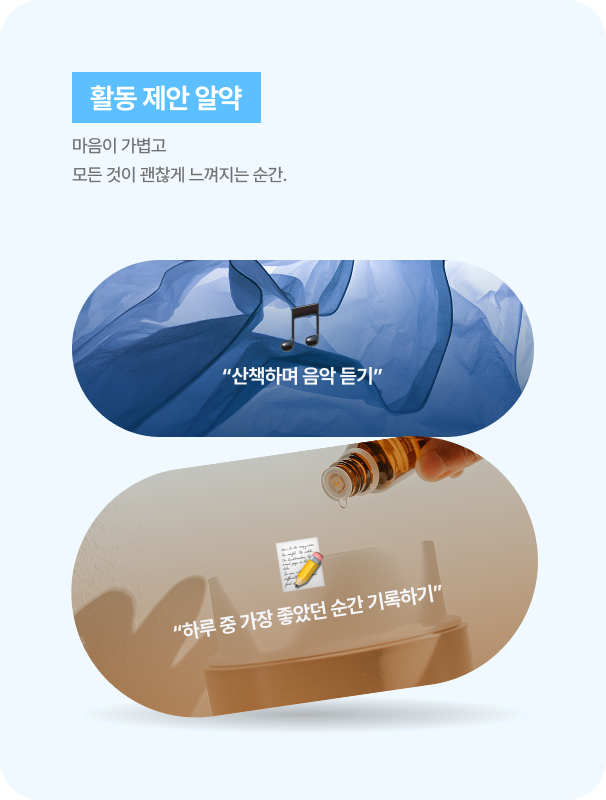 활동 제안 알약
마음이 가볍고
모든 것이 괜찮게 느껴지는 순간.
“산책하며 음악 듣기”
“하루 중 가장 좋았던 순간 기록하기”